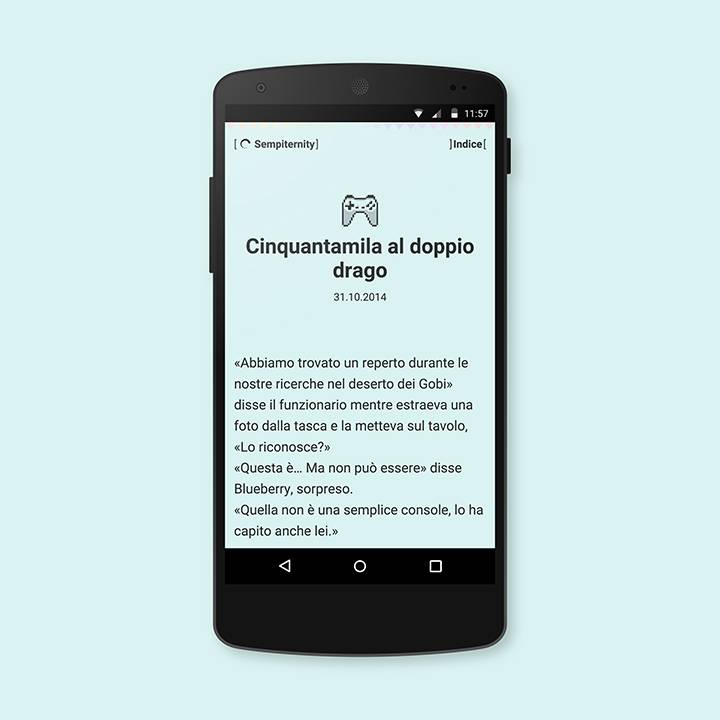 11:57
[ Sempiternity] ]Indice[
Cinquantamila al doppio
drago
31.10.2014
«Abbiamo trovato un reperto durante le
nostre ricerche nel deserto dei Gobi»
disse il funzionario mentre estraeva una
foto dalla tasca e la metteva sul tavolo,
«Lo riconosce?»
«Questa è… Ma non può essere» disse
Blueberry, sorpreso.
«Quella non è una semplice console, lo ha
capito anche lei.»